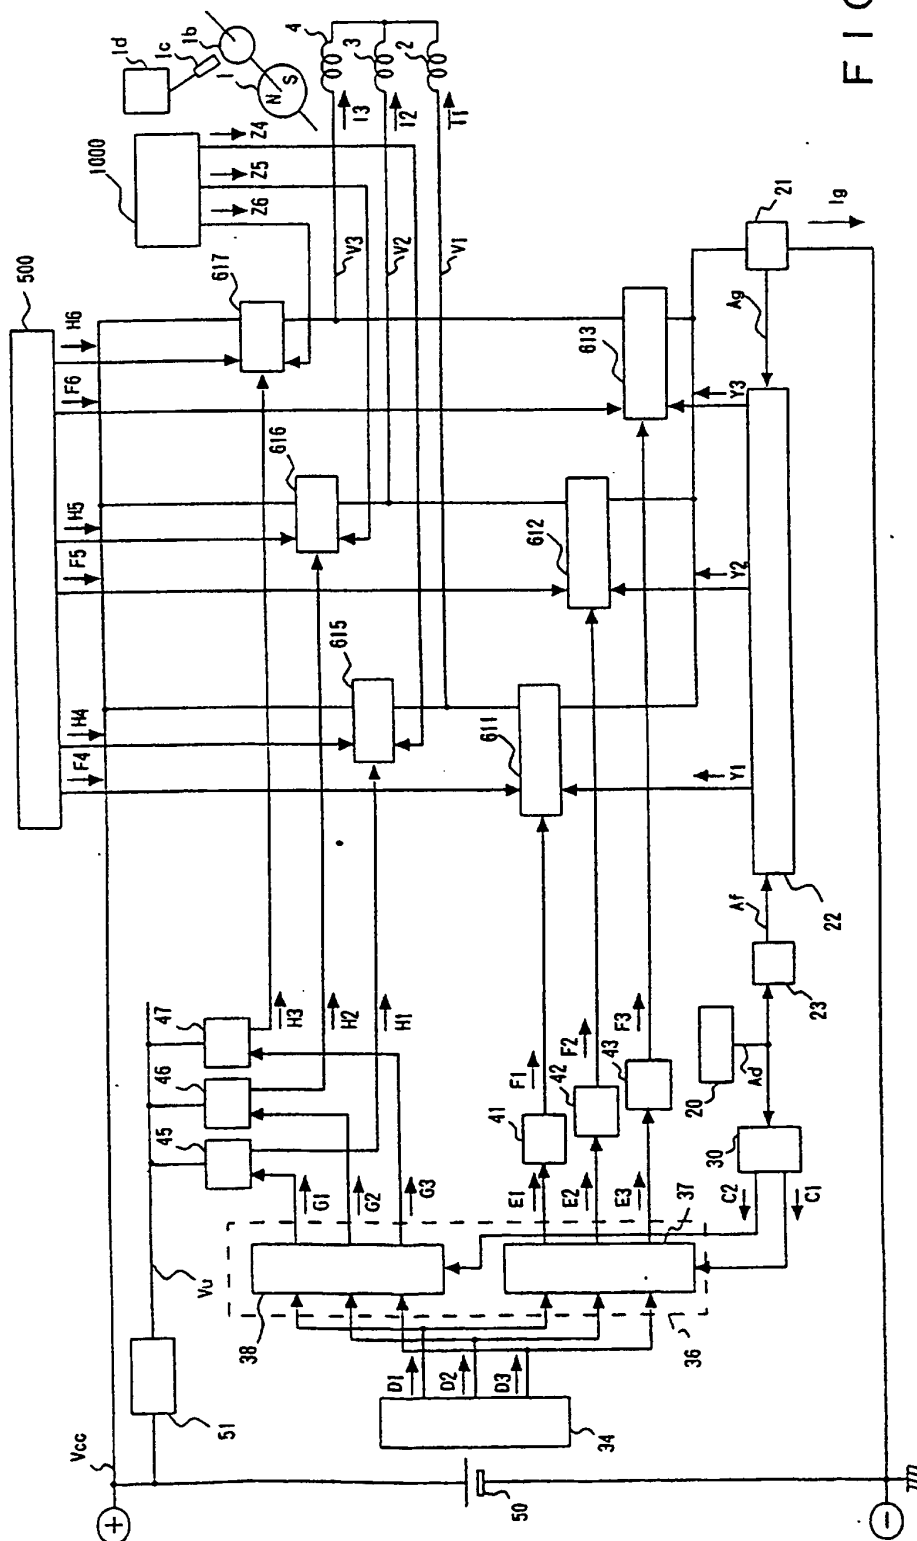 FIG
500
1000
1d
1c
1b
1
N S
4
3
2
Z4
Z5
Z6
I3
I2
I1
V3
V2
V1
617
616
615
H6
F6
H5
F5
H4
F4
613
612
611
21
Ig
Ag
Y3
Y2
Y1
22
Af
23
20
Ad
30
C2
C1
47
46
45
H3
H2
H1
F1
F2
F3
41
42
43
G1
G2
G3
E1
E2
E3
37
38
36
D1
D2
D3
34
Vu
51
Vcc
+
50
−